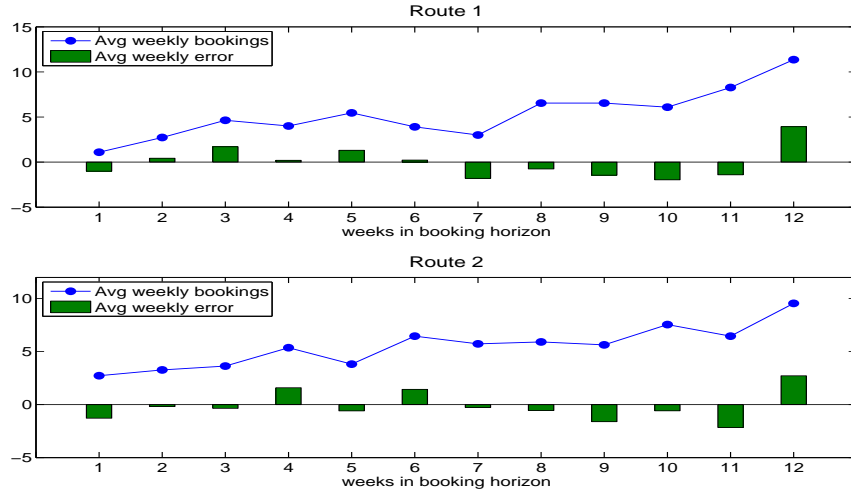 Route 1
15
Avg weekly bookings
Avg weekly error
10
5
0
−5
1 2 3 4 5 6 7 8 9 10 11 12
weeks in booking horizon
Route 2
Avg weekly bookings
Avg weekly error
10
5
0
−5
1 2 3 4 5 6 7 8 9 10 11 12
weeks in booking horizon